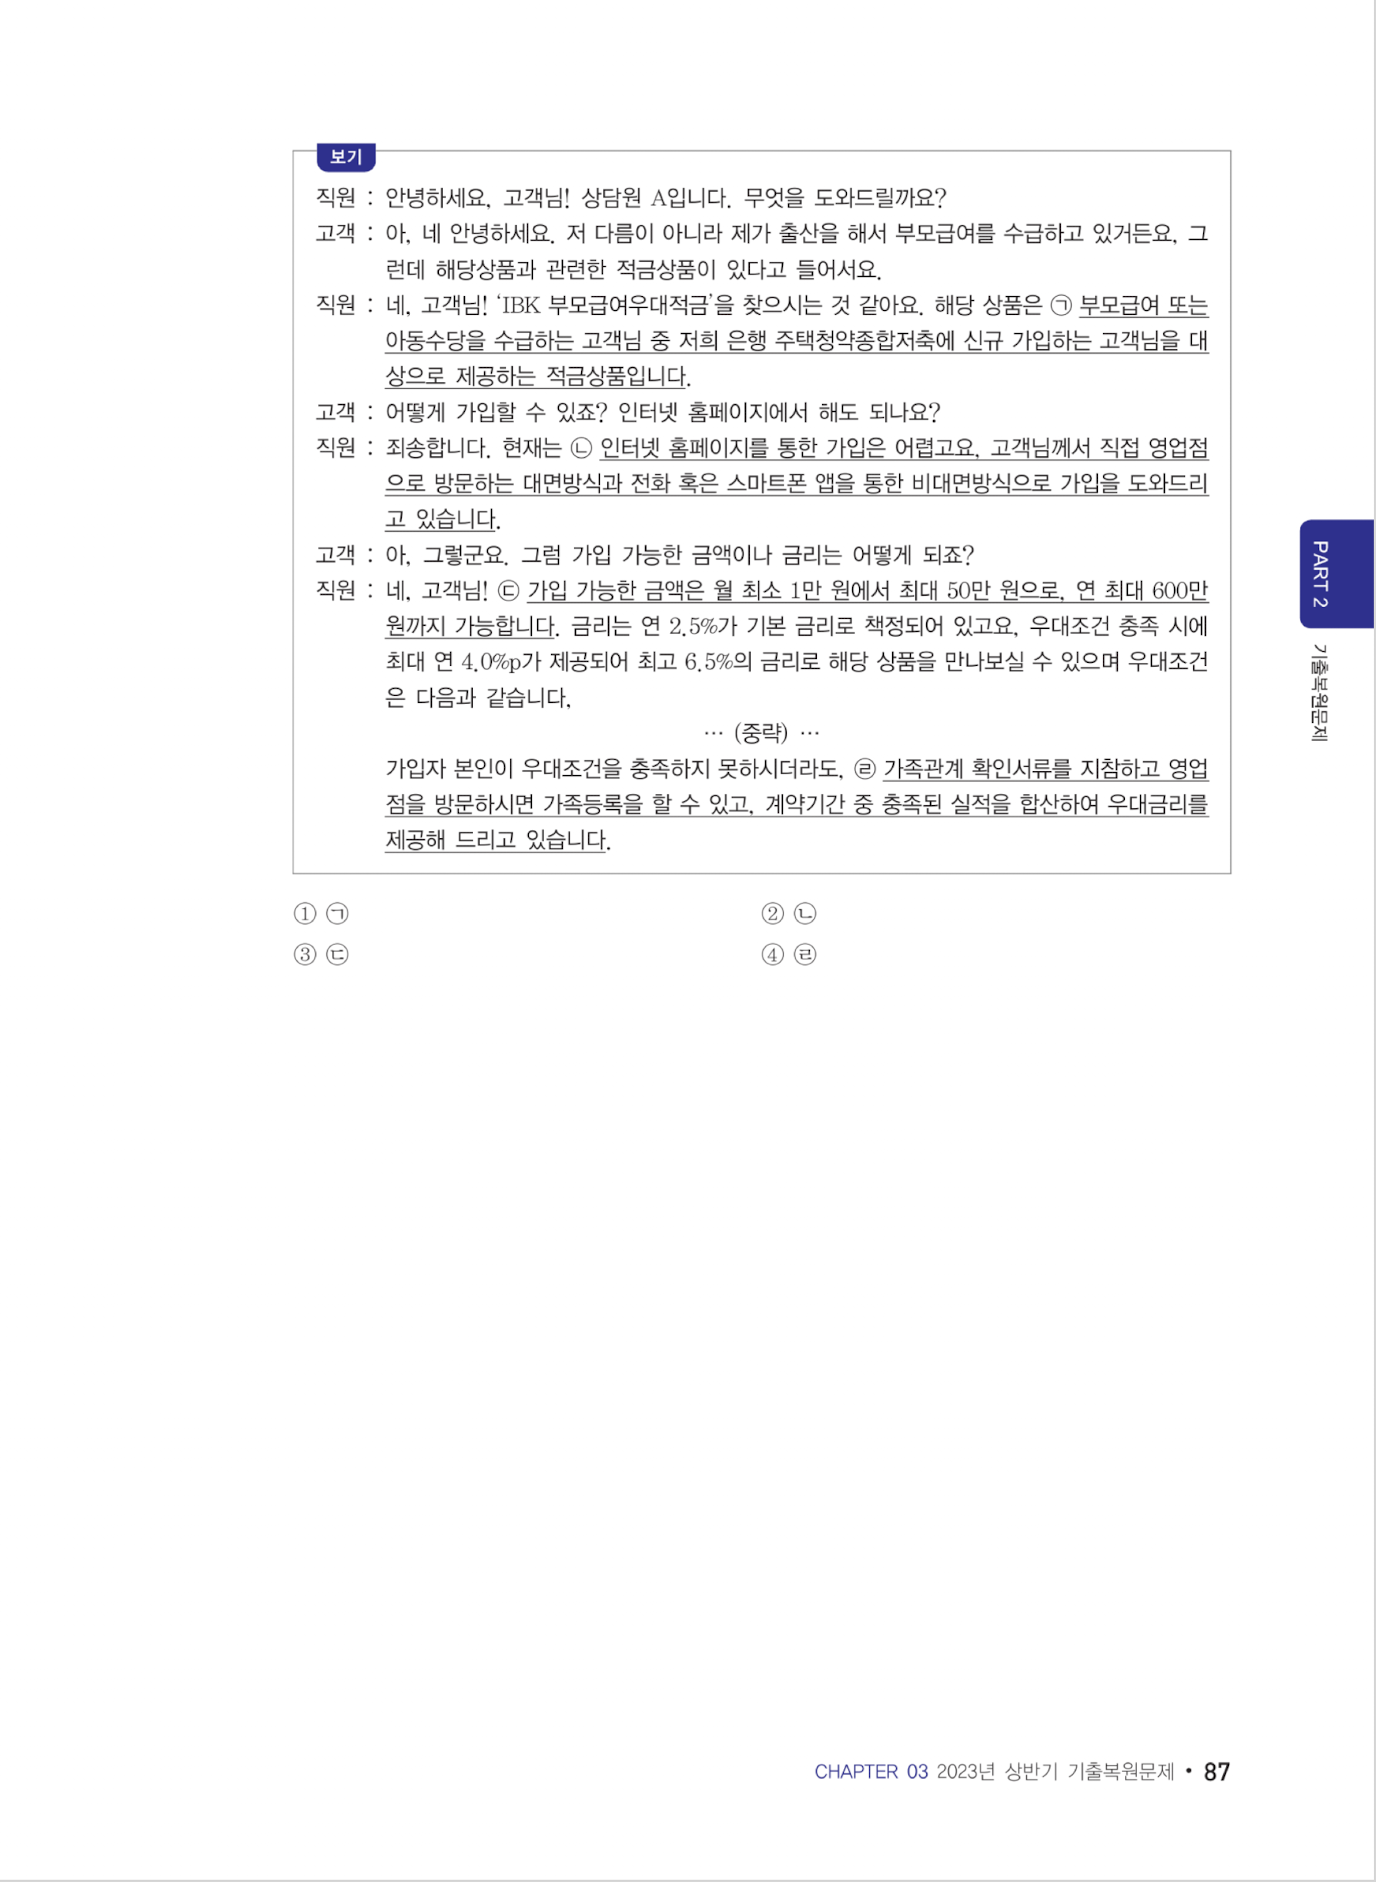 보기
직원 : 안녕하세요, 고객님! 상담원 A입니다. 무엇을 도와드릴까요?
고객 : 아, 네 안녕하세요. 저 다름이 아니라 제가 출산을 해서 부모급여를 수급하고 있거든요, 그
런데 해당상품과 관련한 적금상품이 있다고 들어서요.
직원 : 네, 고객님! ‘IBK 부모급여우대적금’을 찾으시는 것 같아요. 해당 상품은 ㉠ 부모급여 또는
아동수당을 수급하는 고객님 중 저희 은행 주택청약종합저축에 신규 가입하는 고객님을 대
상으로 제공하는 적금상품입니다.
고객 : 어떻게 가입할 수 있죠? 인터넷 홈페이지에서 해도 되나요?
직원 : 죄송합니다. 현재는 ㉡ 인터넷 홈페이지를 통한 가입은 어렵고요, 고객님께서 직접 영업점
으로 방문하는 대면방식과 전화 혹은 스마트폰 앱을 통한 비대면방식으로 가입을 도와드리
고 있습니다.
고객 : 아, 그렇군요. 그럼 가입 가능한 금액이나 금리는 어떻게 되죠?
직원 : 네, 고객님! ㉢ 가입 가능한 금액은 월 최소 1만 원에서 최대 50만 원으로, 연 최대 600만
원까지 가능합니다. 금리는 연 2.5%가 기본 금리로 책정되어 있고요, 우대조건 충족 시에
최대 연 4.0%p가 제공되어 최고 6.5%의 금리로 해당 상품을 만나보실 수 있으며 우대조건
은 다음과 같습니다,
… (중략) …
가입자 본인이 우대조건을 충족하지 못하시더라도, ㉣ 가족관계 확인서류를 지참하고 영업
점을 방문하시면 가족등록을 할 수 있고, 계약기간 중 충족된 실적을 합산하여 우대금리를
제공해 드리고 있습니다.
① ㉠ ② ㉡
③ ㉢ ④ ㉣
PART 2
기출복원문제
CHAPTER 03 2023년 상반기 기출복원문제 • 87